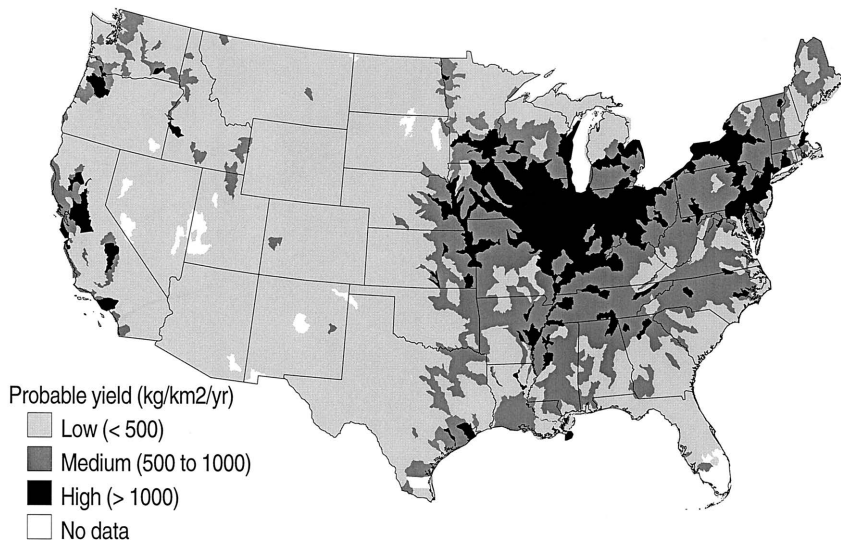 Probable yield (kg/km2/yr)
Low (< 500)
Medium (500 to 1000)
High (> 1000)
No data